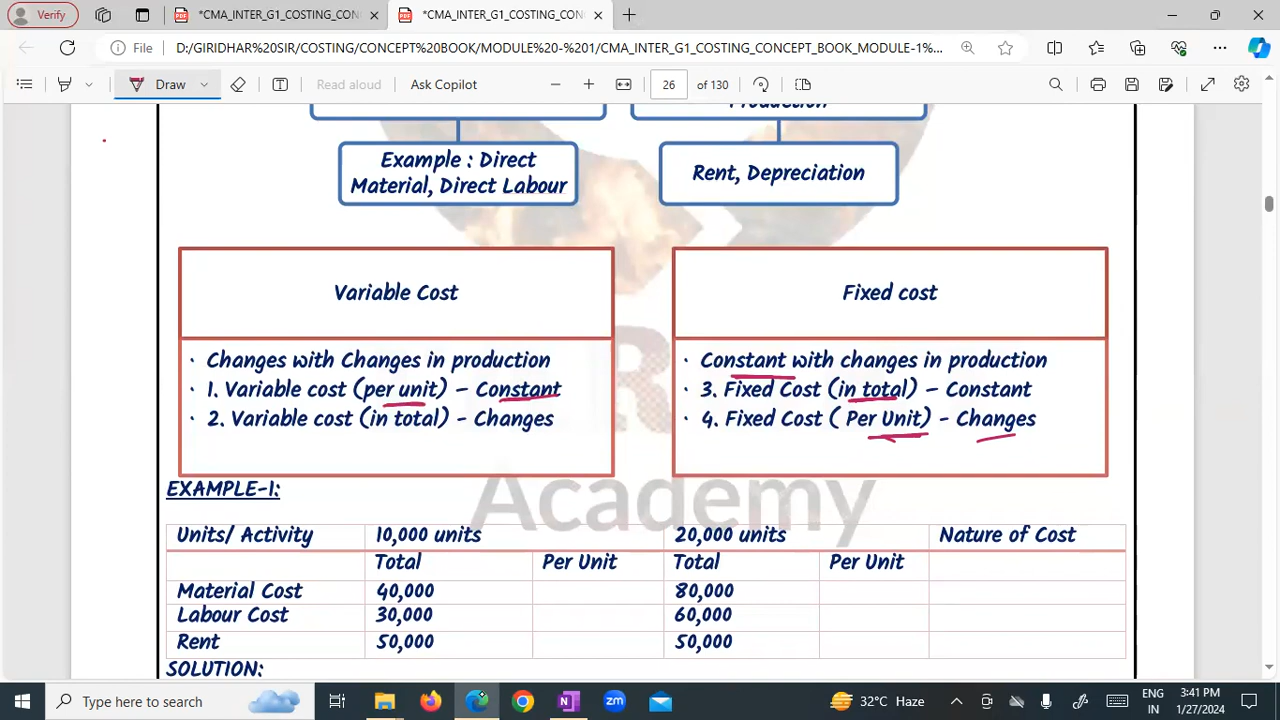 Verify
*CMA_INTER_G1_COSTING_CON
*CMA_INTER_G1_COSTING_CON
File
D:/GIRIDHAR%20SIR/COSTING/CONCEPT%20BOOK/MODULE%20-%201/CMA_INTER_G1_COSTING_CONCEPT_BOOK_MODULE-1%...
Draw
Read aloud
Ask Copilot
26 of 130
Production
Example : Direct
Material, Direct Labour
Rent, Depreciation
Variable Cost
Fixed cost
· Changes with Changes in production
· 1. Variable cost (per unit) – Constant
· 2. Variable cost (in total) – Changes
· Constant with changes in production
· 3. Fixed Cost (in total) – Constant
· 4. Fixed Cost ( Per Unit) - Changes
Academy
EXAMPLE-1:
Units/ Activity 10,000 units 20,000 units Nature of Cost
Total Per Unit Total Per Unit
Material Cost 40,000 80,000
Labour Cost 30,000 60,000
Rent 50,000 50,000
SOLUTION:
Type here to search
32°C Haze
ENG
IN
3:41 PM
1/27/2024